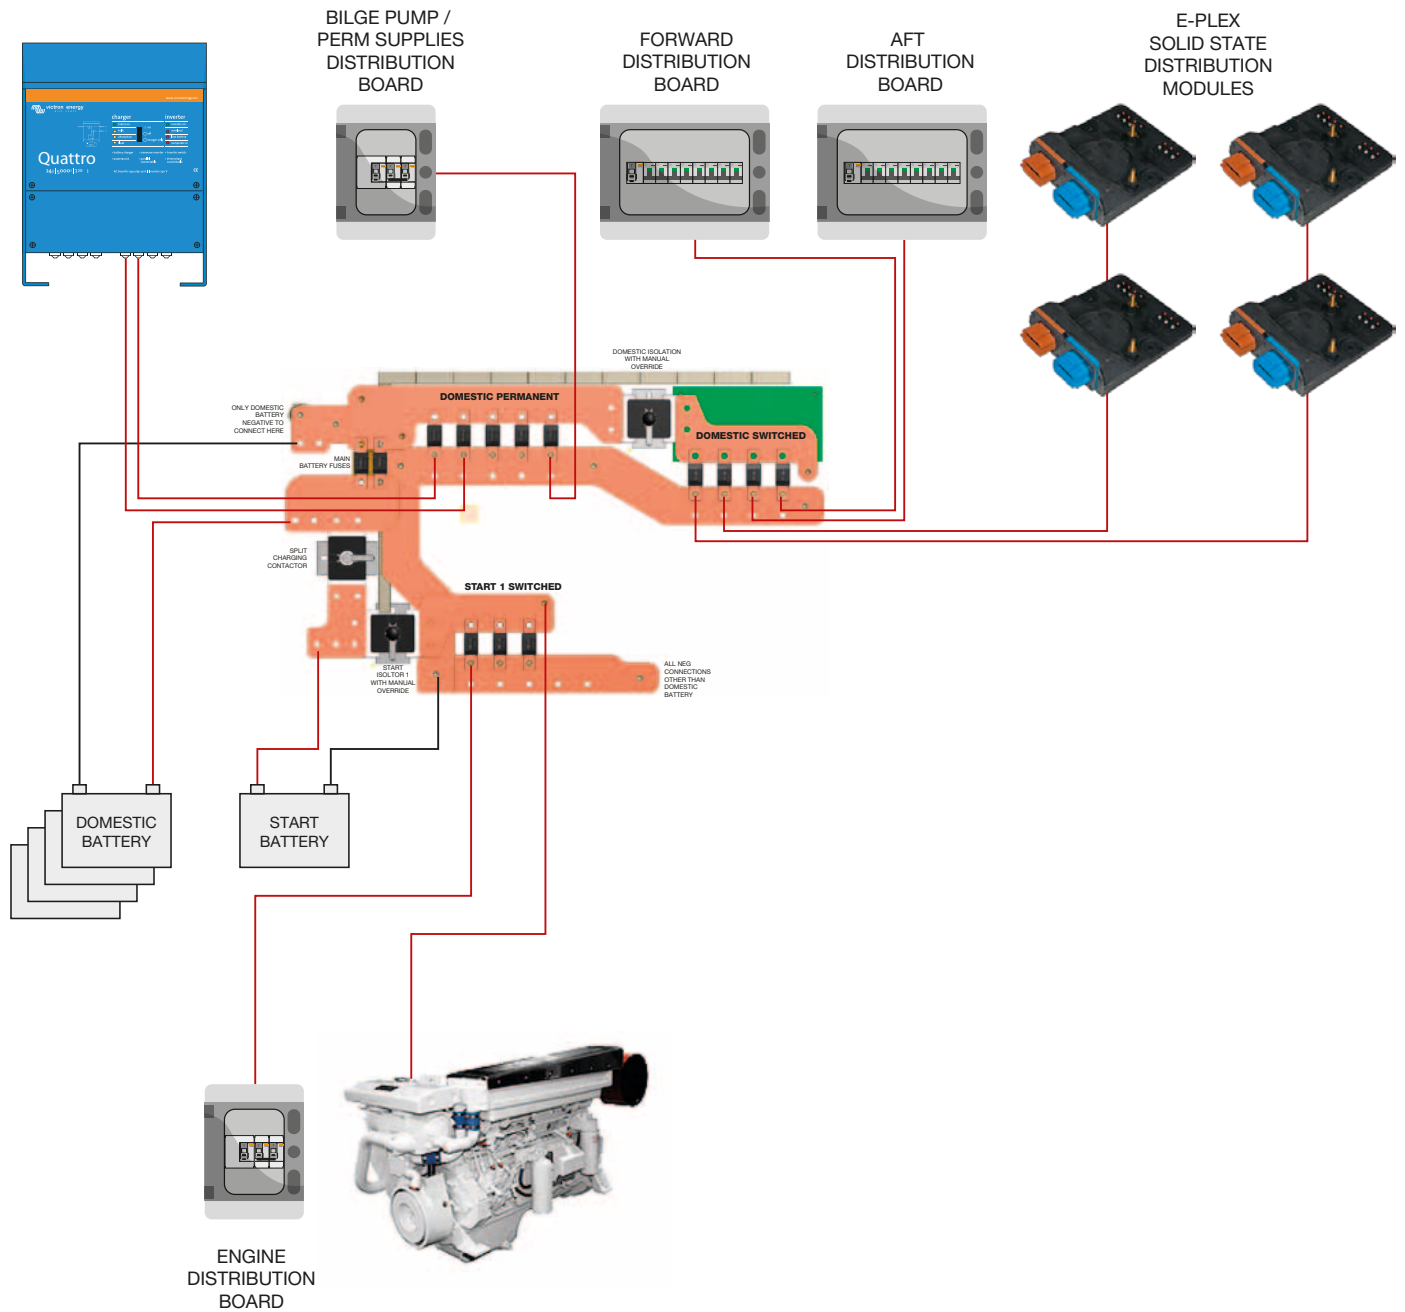 BILGE PUMP /
PERM SUPPLIES
DISTRIBUTION
BOARD
FORWARD
DISTRIBUTION
BOARD
AFT
DISTRIBUTION
BOARD
E-PLEX
SOLID STATE
DISTRIBUTION
MODULES
victron energy
charger
inverter
Quattro
DOMESTIC ISOLATION
WITH MANUAL
OVERRIDE
DOMESTIC PERMANENT
ONLY DOMESTIC
BATTERY
NEGATIVE TO
CONNECT HERE
DOMESTIC SWITCHED
MAIN
BATTERY FUSES
SPLIT
CHARGING
CONTACTOR
START 1 SWITCHED
START
ISOLTOR 1
WITH MANUAL
OVERRIDE
ALL NEG
CONNECTIONS
OTHER THAN
DOMESTIC
BATTERY
DOMESTIC
BATTERY
START
BATTERY
ENGINE
DISTRIBUTION
BOARD